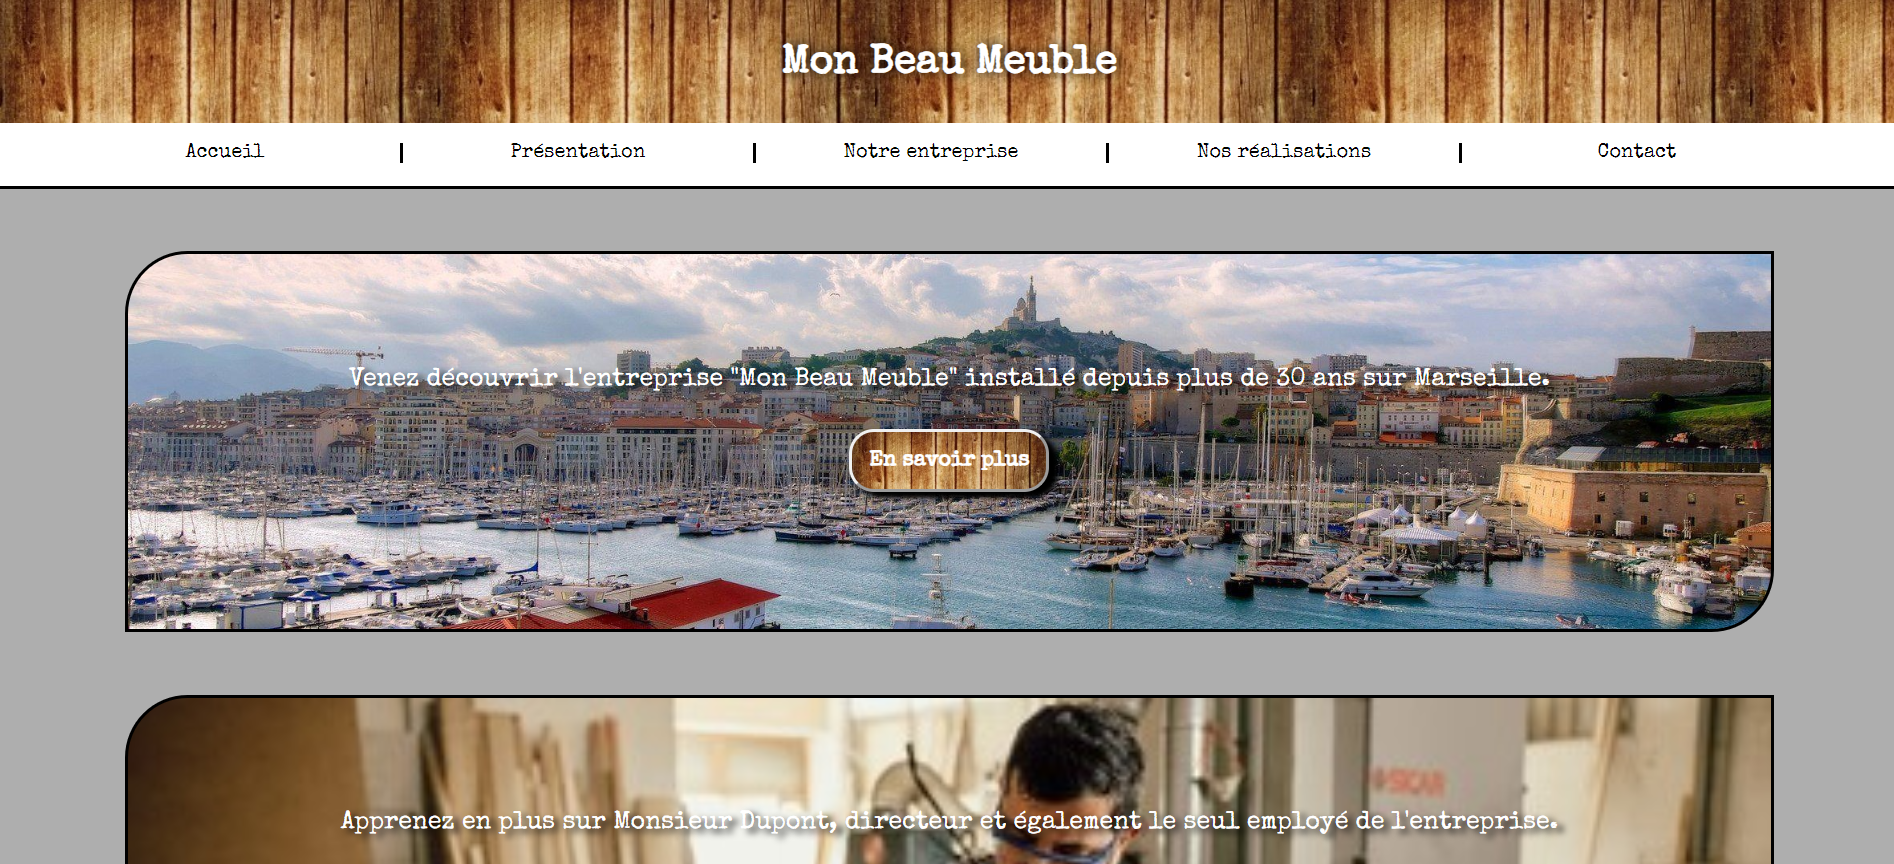 Mon Beau Meuble
Accueil
Présentation
Notre entreprise
Nos réalisations
Contact
Venez découvrir l'entreprise "Mon Beau Meuble" installé depuis plus de 30 ans sur Marseille.
En savoir plus
Apprenez en plus sur Monsieur Dupont, directeur et également le seul employé de l'entreprise.